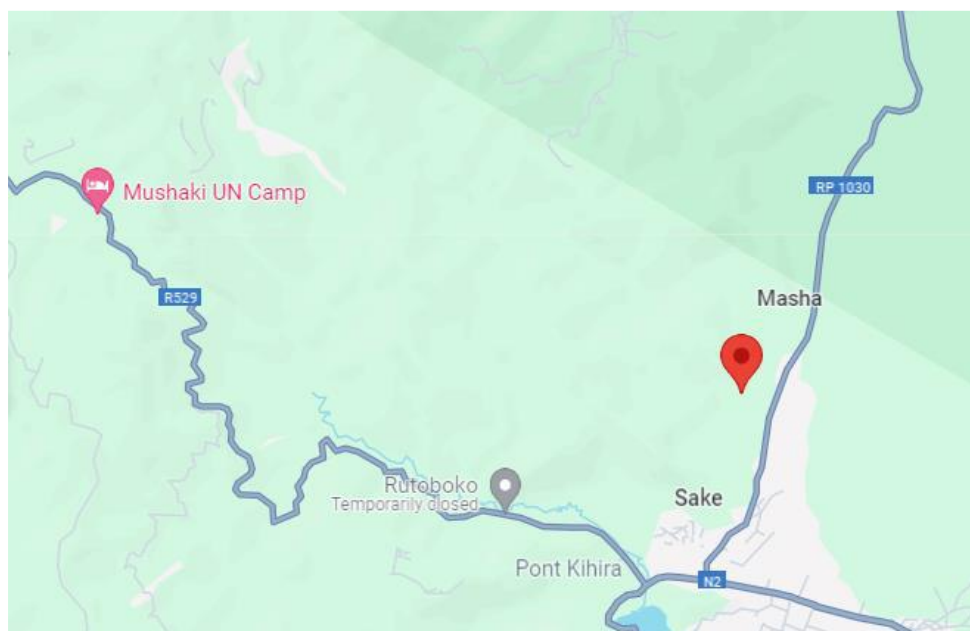 Mushaki UN Camp
RP 1030
R529
Masha
Rutoboko
Temporarily closed
Sake
Pont Kihira
N2